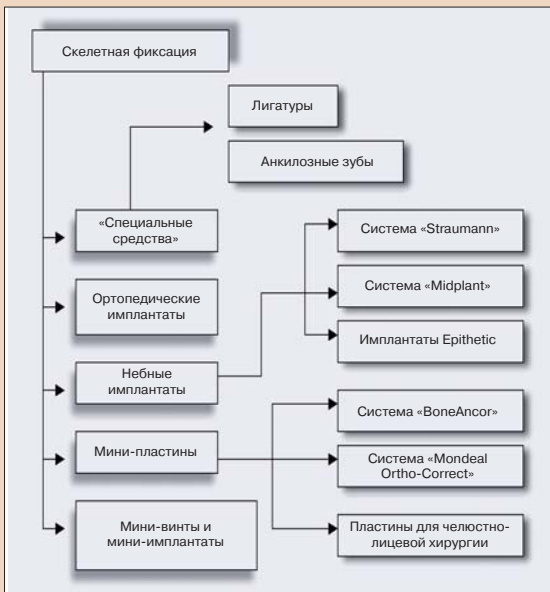 Скелетная фиксация
Лигатуры
Анкилозные зубы
«Специальные
средства»
Система «Straumann»
Ортопедические
имплантаты
Система «Midplant»
Имплантаты Epithetic
Небные
имплантаты
Система «BoneAncor»
Мини-пластины
Система «Mondeal
Ortho-Correct»
Мини-винты и
мини-имплантаты
Пластины для челюстно-
лицевой хирургии